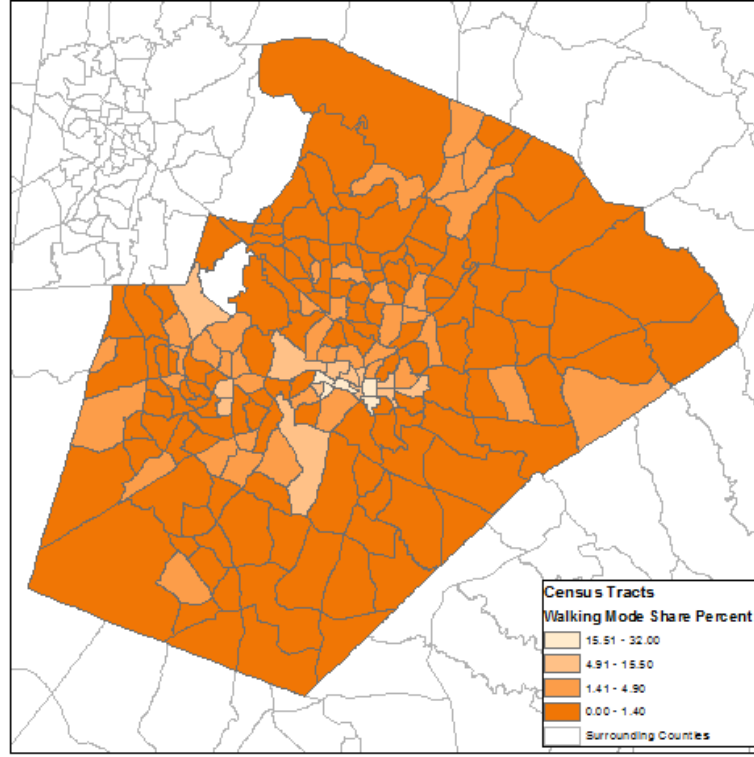 Census Tracts
Walking Mode Share Percent
15.51 - 32.00
4.91 - 15.50
1.41 - 4.90
0.00 - 1.40
Surrounding Counties